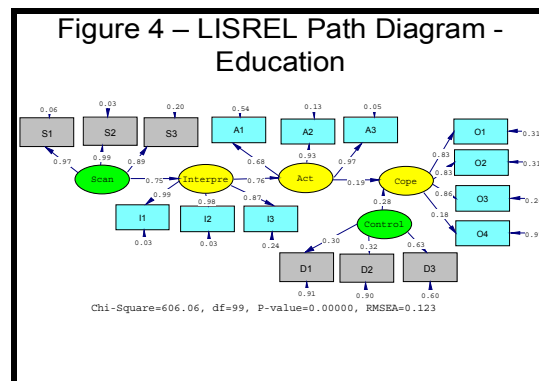 Figure 4 – LISREL Path Diagram -
Education
0.06 0.03 0.20 0.54 0.13 0.05
S1 S2 S3 A1 A2 A3 O1 0.31
0.97 0.99 0.89 0.68 0.93 0.97 0.83
O2 0.31
0.83
Scan 0.75 Interpre 0.76 Act 0.19 Cope
0.86 O3
0.99 0.98 0.87 0.28 0.18
I1 I2 I3 Control O4
0.03 0.03 0.24 0.30 0.32 0.63
D1 D2 D3
0.91 0.90 0.60
Chi-Square=606.06, df=99, P-value=0.00000, RMSEA=0.123